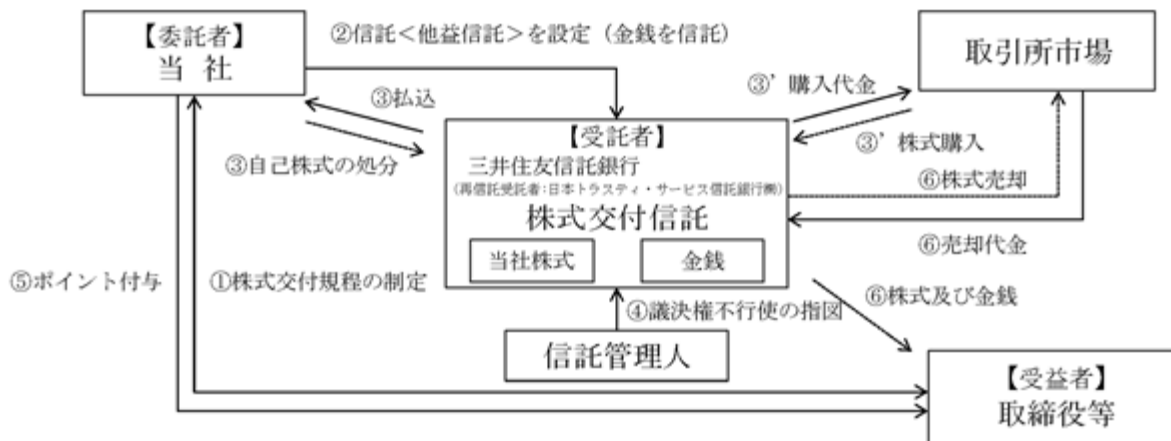 【委託者】
当 社
②信託<他益信託>を設定（金銭を信託）
取引所市場
③払込
③自己株式の処分
③’購入代金
③’株式購入
【受託者】
三井住友信託銀行
（再信託受託者：日本トラスティ・サービス信託銀行㈱）
株式交付信託
当社株式
金銭
⑥株式売却
⑥売却代金
⑤ポイント付与
①株式交付規程の制定
④議決権不行使の指図
⑥株式及び金銭
信託管理人
【受益者】
取締役等